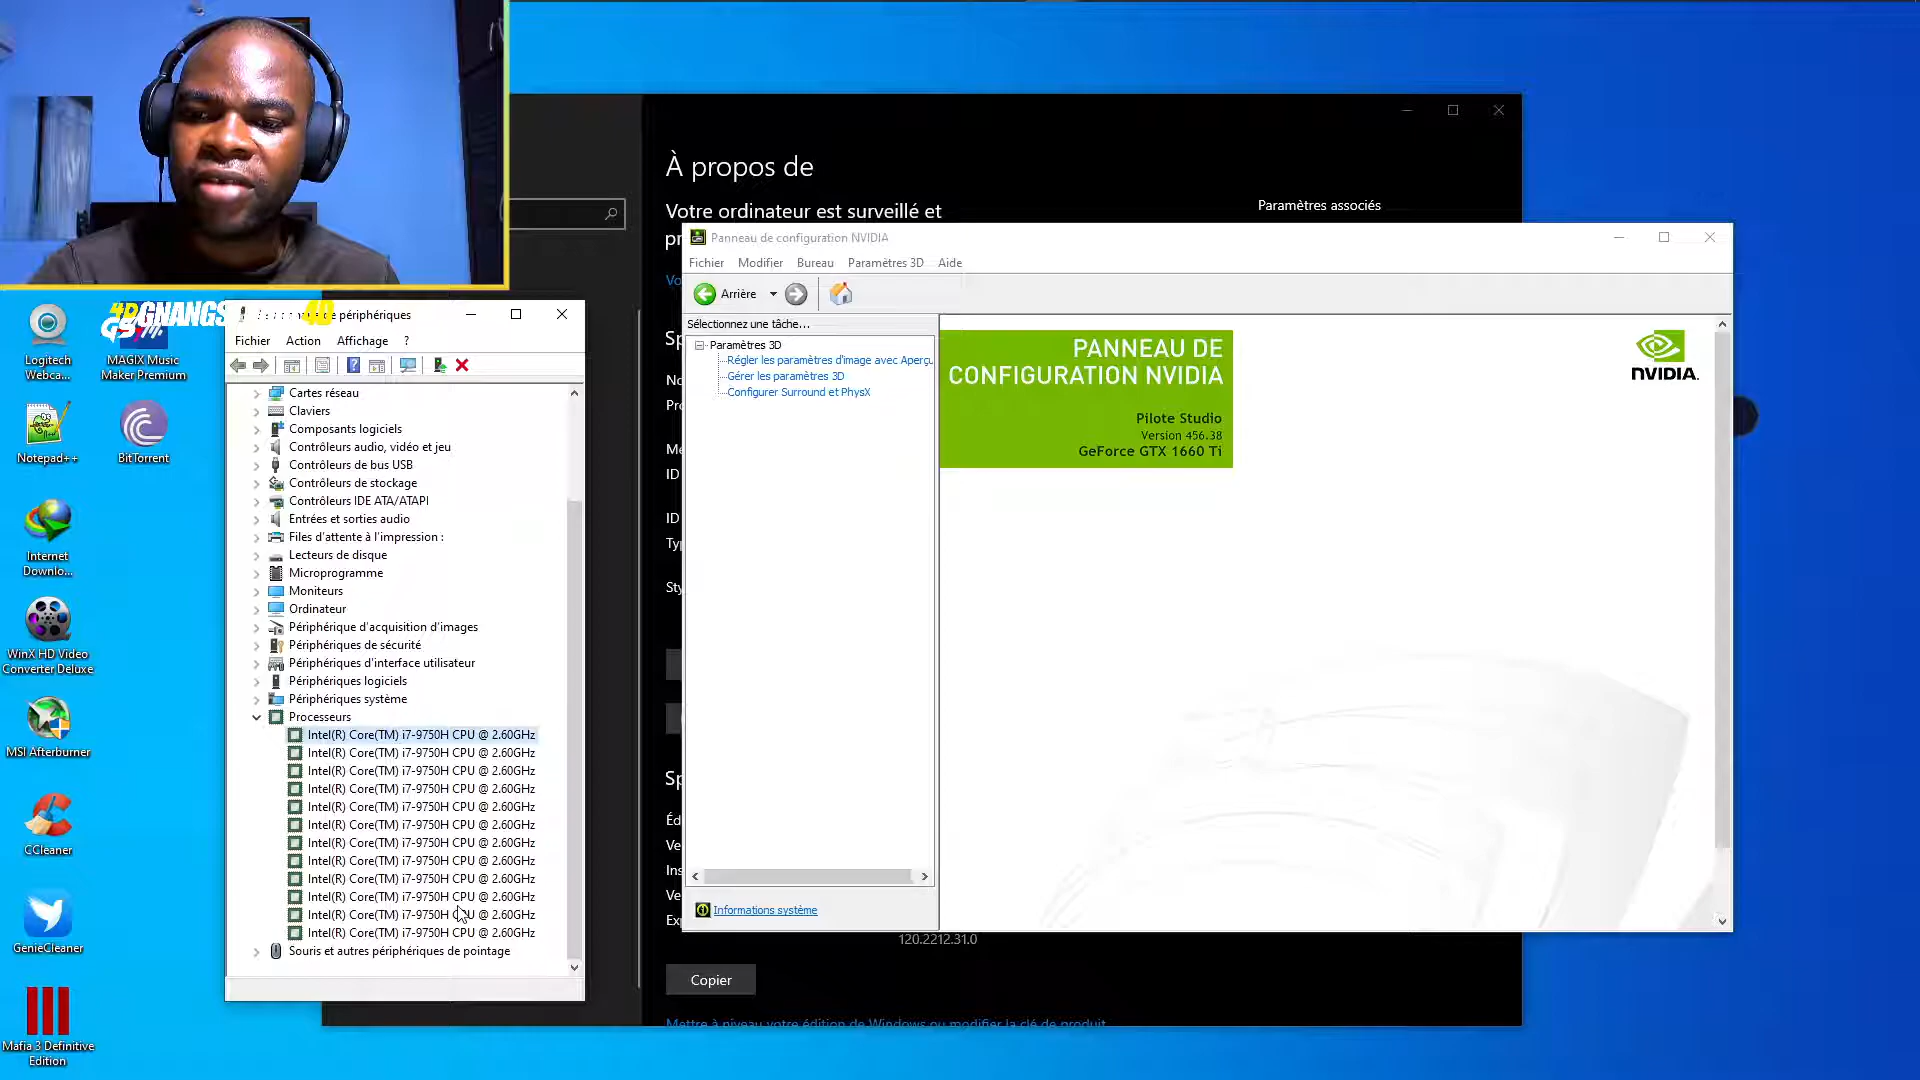 À propos de
Votre ordinateur est surveillé et
Paramètres associés
Panneau de configuration NVIDIA
Fichier Modifier Bureau Paramètres 3D Aide
Arrière
Sélectionnez une tâche...
Paramètres 3D
Régler les paramètres d'image avec Aperçu
Gérer les paramètres 3D
Configurer Surround et PhysX
PANNEAU DE
CONFIGURATION NVIDIA
Pilote Studio
Version 456.38
GeForce GTX 1660 Ti
NVIDIA.
Informations système
120.2212.31.0
Copier
Mettre à niveau votre édition de Windows ou modifier la clé de produit
4D
GS
GNANGS
4D
de périphériques
Fichier Action Affichage ?
Cartes réseau
Claviers
Composants logiciels
Contrôleurs audio, vidéo et jeu
Contrôleurs de bus USB
Contrôleurs de stockage
Contrôleurs IDE ATA/ATAPI
Entrées et sorties audio
Files d'attente à l'impression :
Lecteurs de disque
Microprogramme
Moniteurs
Ordinateur
Périphérique d'acquisition d'images
Périphériques de sécurité
Périphériques d'interface utilisateur
Périphériques logiciels
Périphériques système
Processeurs
Intel(R) Core(TM) i7-9750H CPU @ 2.60GHz
Intel(R) Core(TM) i7-9750H CPU @ 2.60GHz
Intel(R) Core(TM) i7-9750H CPU @ 2.60GHz
Intel(R) Core(TM) i7-9750H CPU @ 2.60GHz
Intel(R) Core(TM) i7-9750H CPU @ 2.60GHz
Intel(R) Core(TM) i7-9750H CPU @ 2.60GHz
Intel(R) Core(TM) i7-9750H CPU @ 2.60GHz
Intel(R) Core(TM) i7-9750H CPU @ 2.60GHz
Intel(R) Core(TM) i7-9750H CPU @ 2.60GHz
Intel(R) Core(TM) i7-9750H CPU @ 2.60GHz
Intel(R) Core(TM) i7-9750H CPU @ 2.60GHz
Intel(R) Core(TM) i7-9750H CPU @ 2.60GHz
Souris et autres périphériques de pointage
Logitech
Webca...
MAGIX Music
Maker Premium
Notepad++
BitTorrent
Internet
Downlo...
WinX HD Video
Converter Deluxe
MSI Afterburner
CCleaner
GenieCleaner
Mafia 3 Definitive
Edition